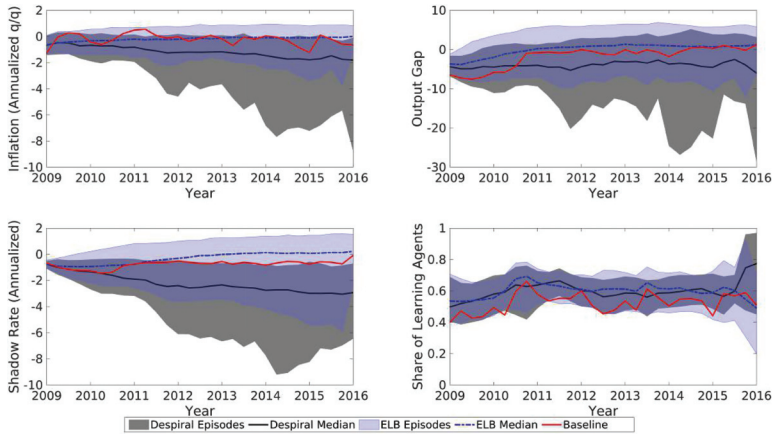 2
0
-2
-4
-6
-8
-10
Inflation (Annualized d/q)
2009 2010 2011 2012 2013 2014 2015 2016
Year
10
0
-10
-20
-30
Output Gap
2009 2010 2011 2012 2013 2014 2015 2016
Year
2
0
-2
-4
-6
-8
-10
Shadow Rate (Annualized)
2009 2010 2011 2012 2013 2014 2015 2016
Year
1
0.8
0.6
0.4
0.2
0
Share of Learning Agents
2009 2010 2011 2012 2013 2014 2015 2016
Year
Despiral Episodes Despiral Median ELB Episodes ELB Median Baseline